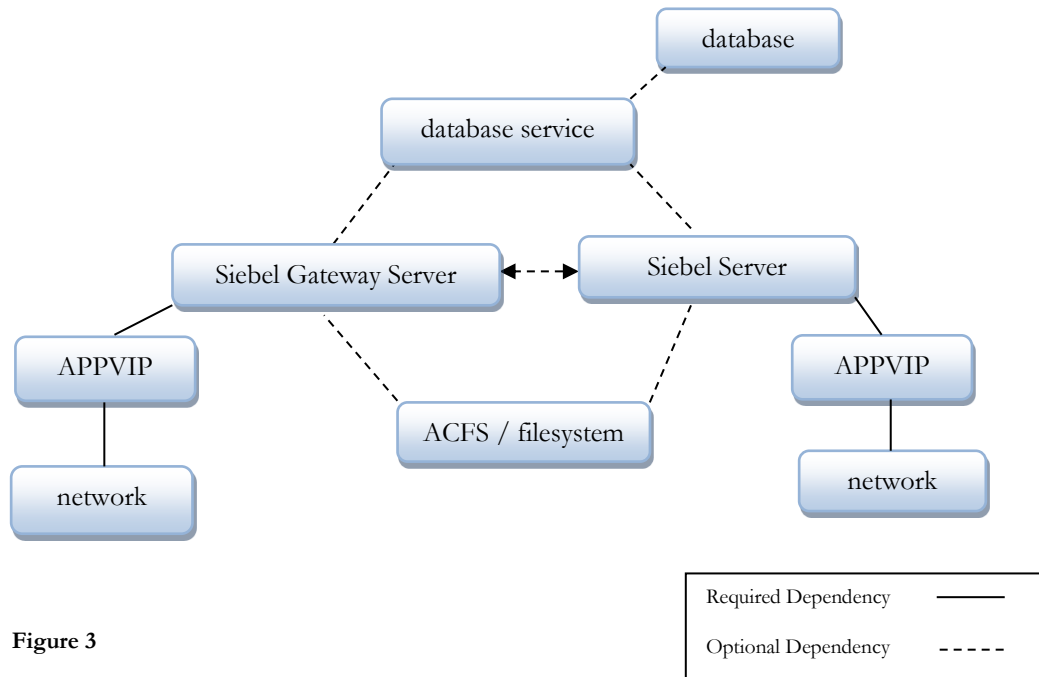 database
database service
Siebel Gateway Server
Siebel Server
APPVIP
APPVIP
ACFS / filesystem
network
network
Required Dependency
Optional Dependency
Figure 3